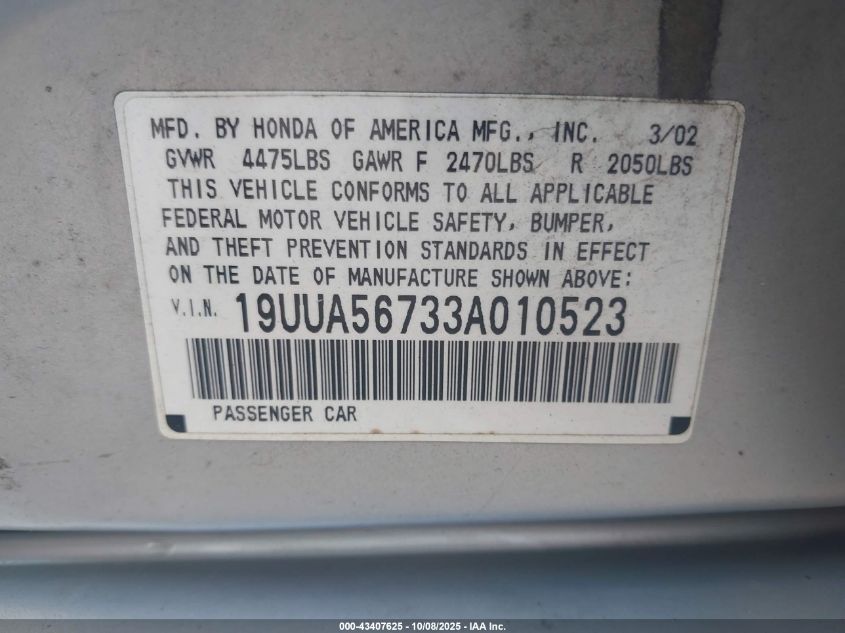 MFD. BY HONDA OF AMERICA MFG., INC. 3/02
GVWR 4475LBS GAWR F 2470LBS R 2050LBS
THIS VEHICLE CONFORMS TO ALL APPLICABLE
FEDERAL MOTOR VEHICLE SAFETY, BUMPER,
AND THEFT PREVENTION STANDARDS IN EFFECT
ON THE DATE OF MANUFACTURE SHOWN ABOVE:
V.I.N. 19UUA56733A010523
PASSENGER CAR
000-43407625 - 10/08/2025 - IAA Inc.